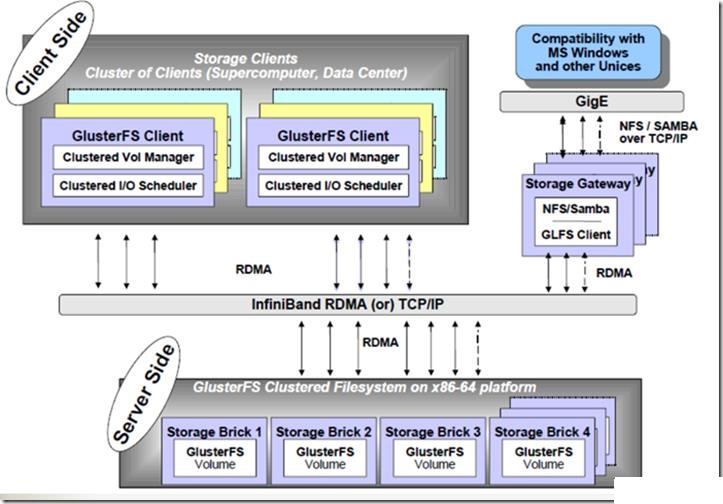 Client Side
Storage Clients
Cluster of Clients (Supercomputer, Data Center)
GlusterFS Client
Clustered Vol Manager
Clustered I/O Scheduler
GlusterFS Client
Clustered Vol Manager
Clustered I/O Scheduler
Compatibility with
MS Windows
and other Unices
GigE
NFS / SAMBA
over TCP/IP
Storage Gateway
NFS/Samba
GLFS Client
RDMA
RDMA
InfiniBand RDMA (or) TCP/IP
RDMA
Server Side
GlusterFS Clustered Filesystem on x86-64 platform
Storage Brick 1
GlusterFS
Volume
Storage Brick 2
GlusterFS
Volume
Storage Brick 3
GlusterFS
Volume
Storage Brick 4
GlusterFS
Volume